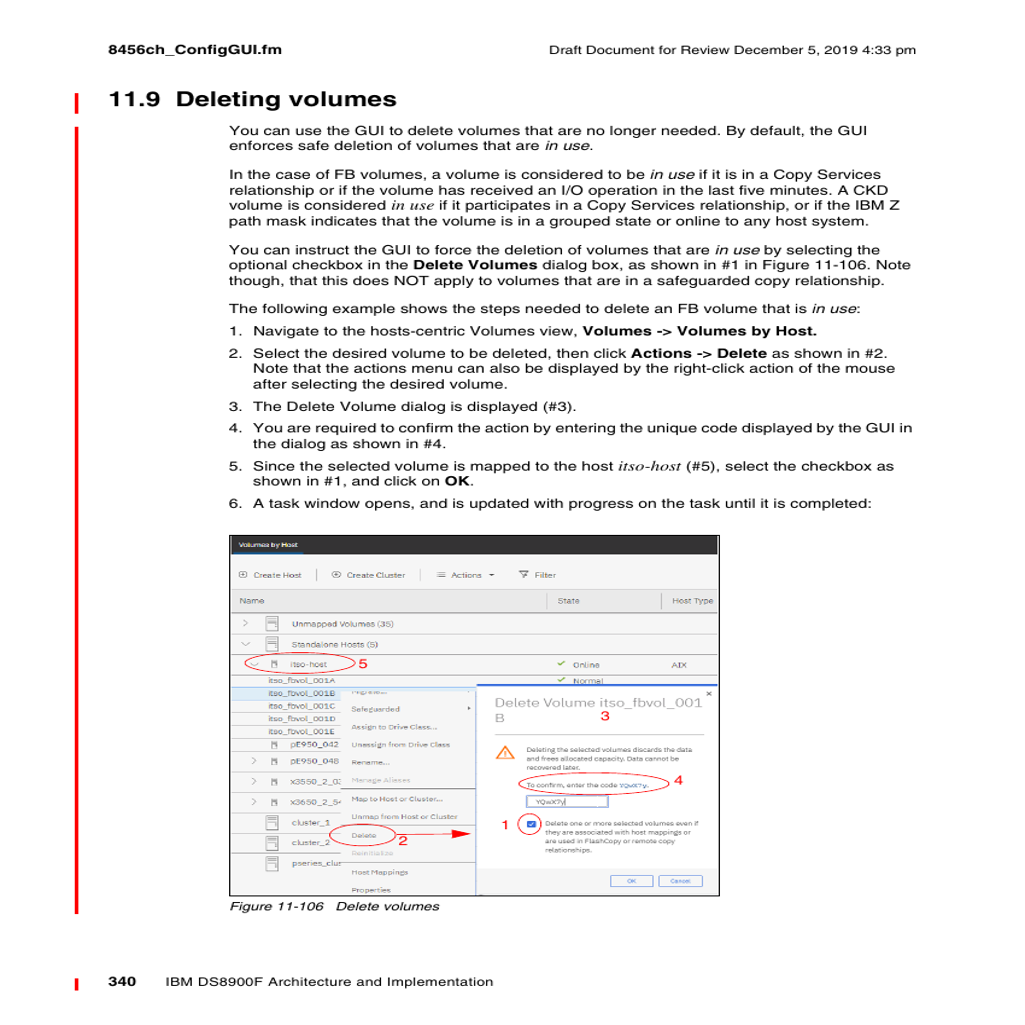 8456ch_ConfigGUI.fm
Draft Document for Review December 5, 2019 4:33 pm
11.9 Deleting volumes
You can use the GUI to delete volumes that are no longer needed. By default, the GUI
enforces safe deletion of volumes that are in use.
In the case of FB volumes, a volume is considered to be in use if it is in a Copy Services
relationship or if the volume has received an I/O operation in the last five minutes. A CKD
volume is considered in use if it participates in a Copy Services relationship, or if the IBM Z
path mask indicates that the volume is in a grouped state or online to any host system.
You can instruct the GUI to force the deletion of volumes that are in use by selecting the
optional checkbox in the Delete Volumes dialog box, as shown in #1 in Figure 11-106. Note
though, that this does NOT apply to volumes that are in a safeguarded copy relationship.
The following example shows the steps needed to delete an FB volume that is in use:
1. Navigate to the hosts-centric Volumes view, Volumes -> Volumes by Host.
2. Select the desired volume to be deleted, then click Actions -> Delete as shown in #2.
Note that the actions menu can also be displayed by the right-click action of the mouse
after selecting the desired volume.
3. The Delete Volume dialog is displayed (#3).
4. You are required to confirm the action by entering the unique code displayed by the GUI in
the dialog as shown in #4.
5. Since the selected volume is mapped to the host itso-host (#5), select the checkbox as
shown in #1, and click on OK.
6. A task window opens, and is updated with progress on the task until it is completed:
Volumes by Host
Create Host Create Cluster Actions Filter
Name State Host Type
Unmapped Volumes (35)
Standalone Hosts (5)
itso-host 5 Online AIX
itso_fbvol_001A Normal
itso_fbvol_001B
itso_fbvol_001C
itso_fbvol_001D
itso_fbvol_001E
pE950_042
pE950_048
x3550_2_03
x3650_2_54
cluster_1
cluster_2
pseries_clus
Safeguarded
Assign to Drive Class...
Unassign from Drive Class
Rename...
Manage Aliases
Map to Host or Cluster...
Unmap from Host or Cluster
Delete 2
Reinitialize
Host Mappings
Properties
Delete Volume itso_fbvol_001
B 3
Deleting the selected volumes discards the data
and frees allocated capacity. Data cannot be
recovered later.
To confirm, enter the code YQwX7y. 4
YQwX7y
1 Delete one or more selected volumes even if
they are associated with host mappings or
are used in FlashCopy or remote copy
relationships.
OK Cancel
Figure 11-106 Delete volumes
340 IBM DS8900F Architecture and Implementation